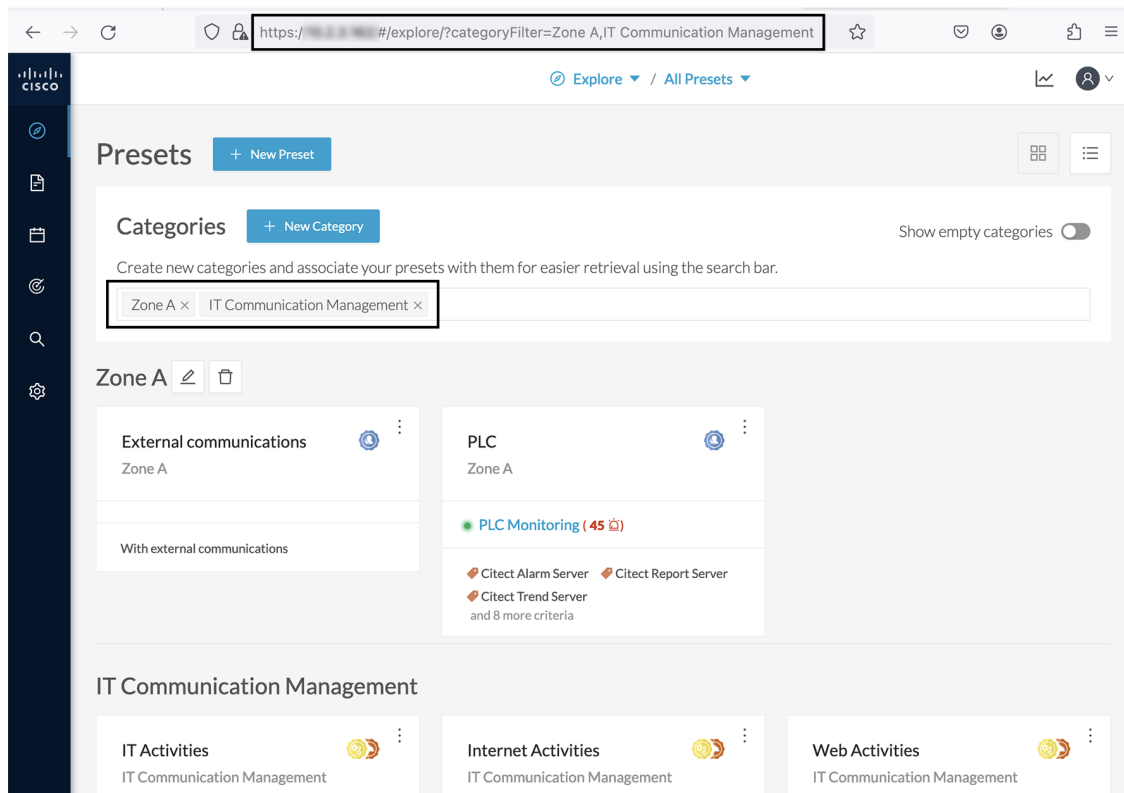 https:/ #/explore/?categoryFilter=Zone A,IT Communication Management
cisco
Explore / All Presets
Presets
+ New Preset
Categories
+ New Category
Show empty categories
Create new categories and associate your presets with them for easier retrieval using the search bar.
Zone A × IT Communication Management ×
Zone A
External communications
Zone A
With external communications
PLC
Zone A
PLC Monitoring ( 45 )
Citect Alarm Server Citect Report Server
Citect Trend Server
and 8 more criteria
IT Communication Management
IT Activities
IT Communication Management
Internet Activities
IT Communication Management
Web Activities
IT Communication Management